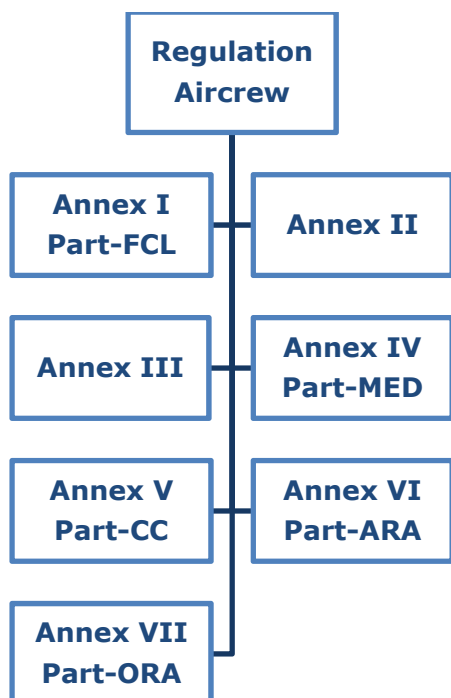 Regulation
Aircrew
Annex I
Part-FCL
Annex II
Annex III
Annex IV
Part-MED
Annex V
Part-CC
Annex VI
Part-ARA
Annex VII
Part-ORA